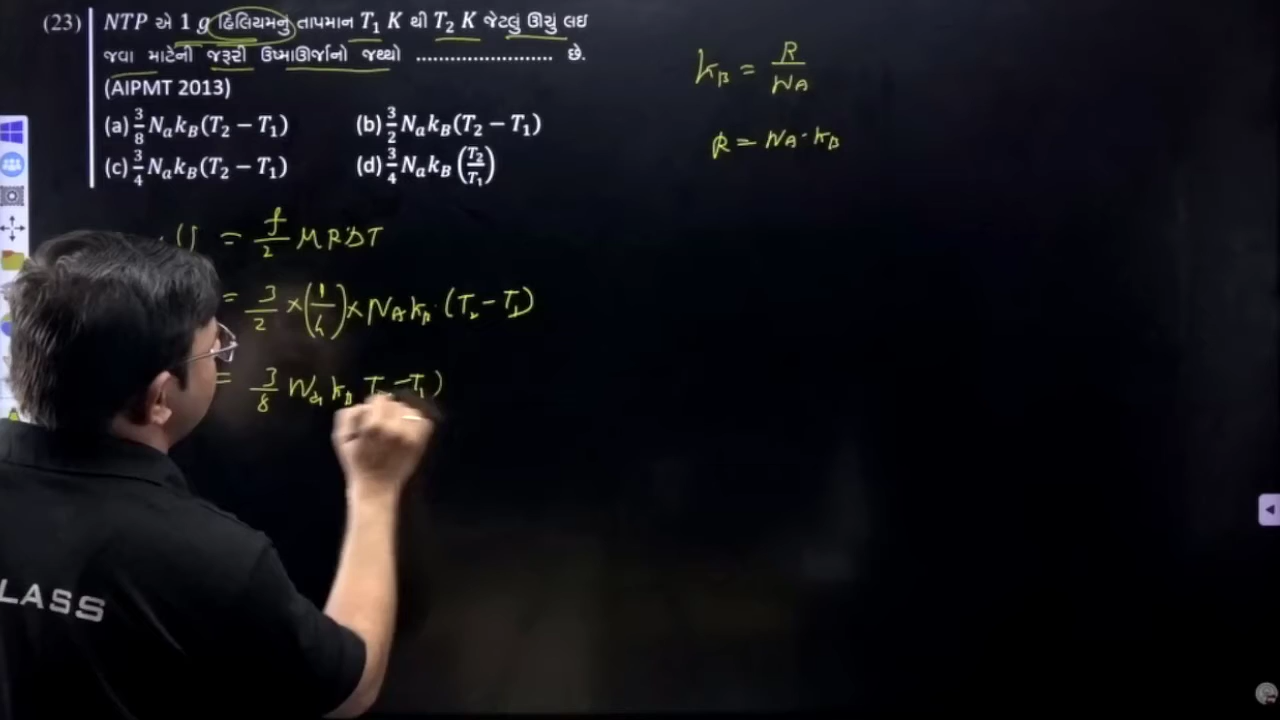 (23) NTP એ 1 g હિલિયમનું તાપમાન T₁ K થી T₂ K જેટલું ઊંચું લઇ
જવા માટેની જરૂરી ઉષ્માઊર્જાનો જથ્થો ........................ છે.
(AIPMT 2013)
(a) 3/8 NₐkB(T₂ − T₁) (b) 3/2 NₐkB(T₂ − T₁)
(c) 3/4 NₐkB(T₂ − T₁) (d) 3/4 NₐkB (T₂/T₁)
kB = R/NA
R = NA · kB
U = f/2 μRΔT
= 3/2 × (1/4) × NA kB (T₂ − T₁)
= 3/8 NA kB T₂ − T₁)
LASS